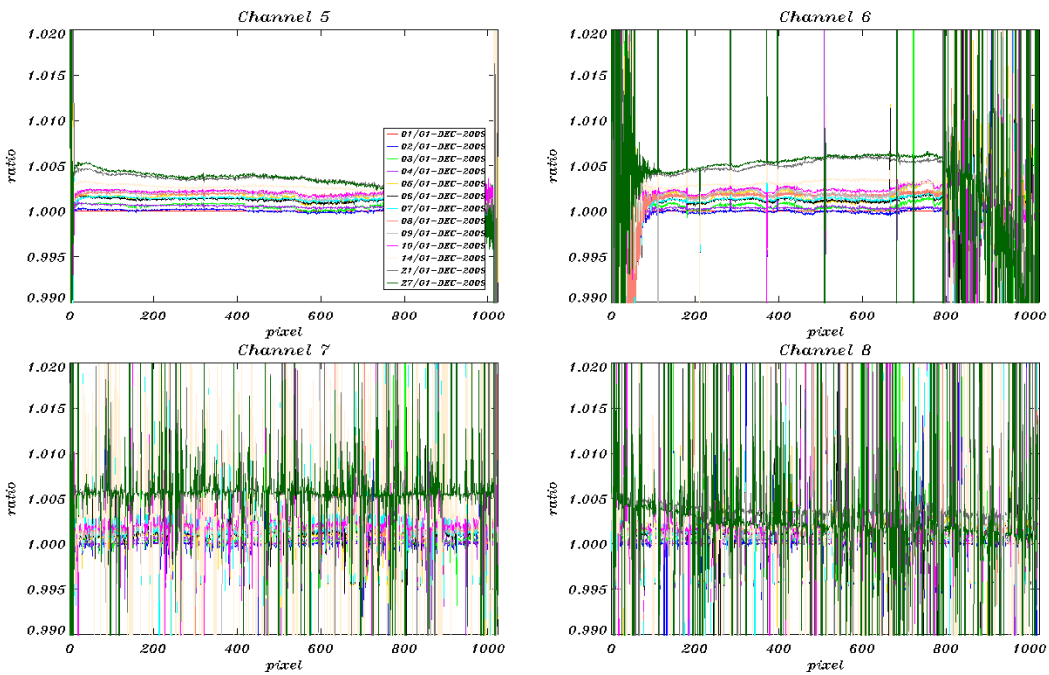 Channel 5
1.020
1.015
1.010
1.005
1.000
0.995
0.990
ratio
0 200 400 600 800 1000
pixel
01/01-DEC-2009
02/01-DEC-2009
03/01-DEC-2009
04/01-DEC-2009
05/01-DEC-2009
06/01-DEC-2009
07/01-DEC-2009
08/01-DEC-2009
09/01-DEC-2009
10/01-DEC-2009
14/01-DEC-2009
21/01-DEC-2009
27/01-DEC-2009
Channel 6
1.020
1.015
1.010
1.005
1.000
0.995
0.990
ratio
0 200 400 600 800 1000
pixel
Channel 7
1.020
1.015
1.010
1.005
1.000
0.995
0.990
ratio
0 200 400 600 800 1000
pixel
Channel 8
1.020
1.015
1.010
1.005
1.000
0.995
0.990
ratio
0 200 400 600 800 1000
pixel